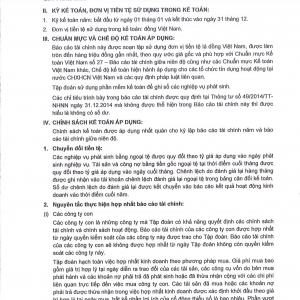 II. KỲ KẾ TOÁN, ĐƠN VỊ TIỀN TỆ SỬ DỤNG TRONG KẾ TOÁN:
1. Kỳ kế toán năm: bắt đầu từ ngày 01 tháng 01 và kết thúc vào ngày 31 tháng 12.
2. Đơn vị tiền tệ sử dụng trong kế toán: đồng Việt Nam.
III. CHUẨN MỰC VÀ CHẾ ĐỘ KẾ TOÁN ÁP DỤNG:
Báo cáo tài chính này được soạn lập sử dụng đơn vị tiền tệ là đồng Việt Nam, được làm
tròn đến hàng triệu đồng gần nhất, theo quy ước giá gốc và phù hợp với Chuẩn mực Kế
toán Việt Nam số 27 – Báo cáo tài chính giữa niên độ cũng như các Chuẩn mực Kế toán
Việt Nam khác, Chế độ kế toán hiện hành áp dụng cho các tổ chức tín dụng hoạt động tại
nước CHXHCN Việt Nam và các quy định pháp luật liên quan.
Tập đoàn sử dụng phần mềm kế toán để ghi sổ các nghiệp vụ phát sinh.
Các chỉ tiêu trình bày trong báo cáo tài chính được quy định tại Thông tư số 49/2014/TT-
NHNN ngày 31.12.2014 mà không được thể hiện trong Báo cáo tài chính này thì được
hiểu là không có số dư.
IV. CHÍNH SÁCH KẾ TOÁN ÁP DỤNG:
Chính sách kế toán được áp dụng nhất quán cho kỳ lập báo cáo tài chính năm và báo
cáo tài chính giữa niên độ.
1. Chuyển đổi tiền tệ:
Các nghiệp vụ phát sinh bằng ngoại tệ được quy đổi theo tỷ giá áp dụng vào ngày phát
sinh nghiệp vụ. Tài sản và công nợ bằng tiền gốc ngoại tệ tại thời điểm cuối tháng được
quy đổi theo tỷ giá áp dụng vào ngày cuối tháng. Chênh lệch do đánh giá lại hàng tháng
được ghi nhận vào tài khoản chênh lệch đánh giá lại ngoại tệ trong bảng cân đối kế toán.
Số dư chênh lệch do đánh giá lại được kết chuyển vào báo cáo kết quả hoạt động kinh
doanh vào thời điểm cuối năm.
2. Nguyên tắc thực hiện hợp nhất báo cáo tài chính:
(i) Các công ty con
Các công ty con là những công ty mà Tập đoàn có khả năng quyết định các chính sách
tài chính và chính sách hoạt động. Báo cáo tài chính của các công ty con được hợp nhất
từ ngày quyền kiểm soát của các công ty này được trao cho Tập đoàn. Báo cáo tài chính
của các công ty con sẽ không được hợp nhất từ ngày Tập đoàn không còn quyền kiểm
soát các công ty này.
Tập đoàn hạch toán việc hợp nhất kinh doanh theo phương pháp mua. Giá phí mua bao
gồm giá trị hợp lý tại ngày diễn ra trao đổi của các tài sản, các công cụ vốn do bên mua
phát hành và các khoản nợ phải trả đã phát sinh hoặc đã thừa nhận cộng với các chi phí
liên quan trực tiếp đến việc mua công ty con. Các tài sản đã mua hoặc các khoản nợ
phải trả được thừa nhận trong việc hợp nhất kinh doanh được xác định khởi đầu theo giá